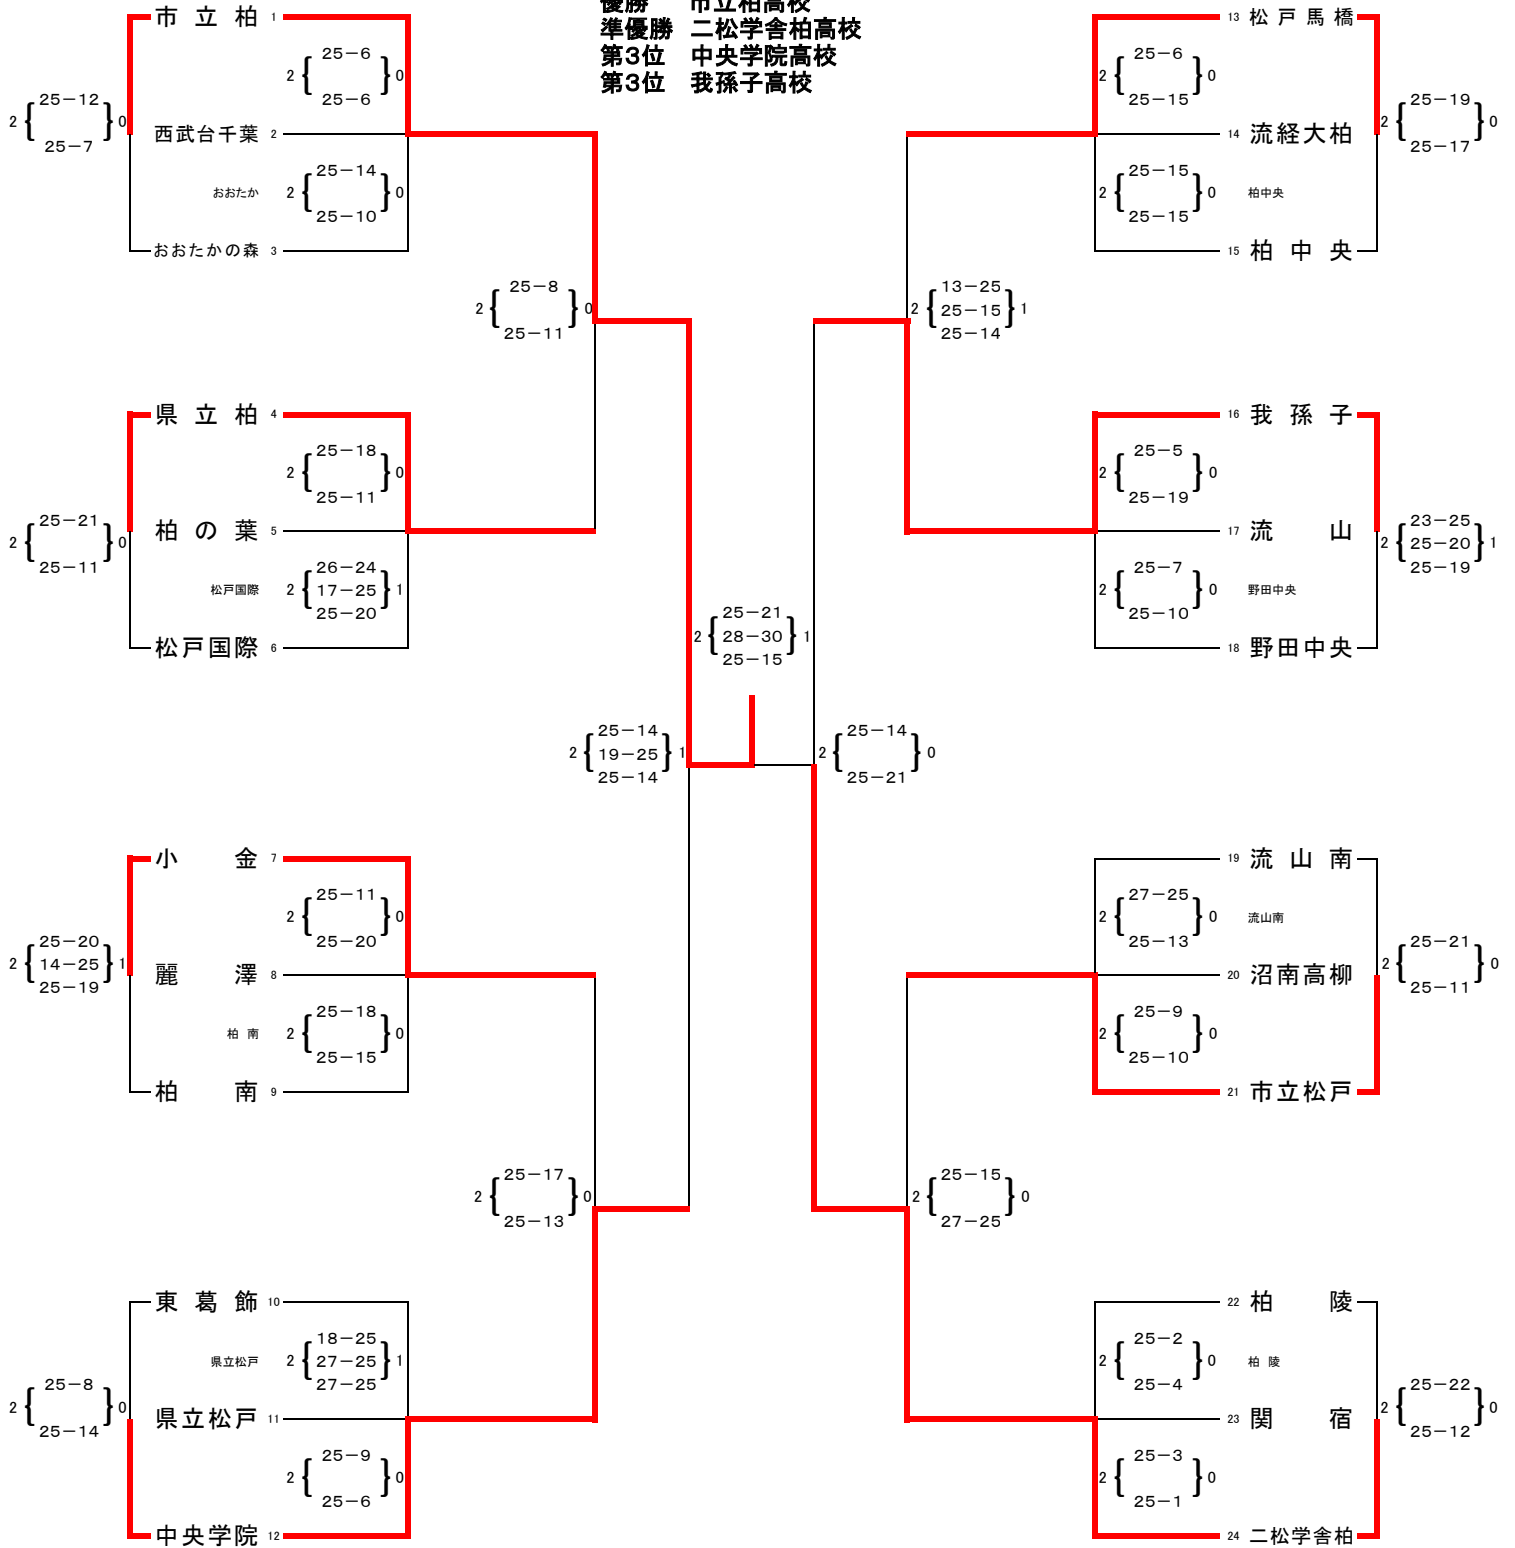 優勝 市立柏高校
準優勝 二松学舎柏高校
第3位 中央学院高校
第3位 我孫子高校
市立柏 1
2 { 25－6 25－6 } 0
2 { 25－12 25－7 } 0
西武台千葉 2
おおたか 2 { 25－14 25－10 } 0
おおたかの森 3
2 { 25－8 25－11 } 0
県立柏 4
2 { 25－18 25－11 } 0
2 { 25－21 25－11 } 0
柏の葉 5
松戸国際 2 { 26－24 17－25 25－20 } 1
松戸国際 6
2 { 25－21 28－30 25－15 } 1
2 { 25－14 19－25 25－14 } 1
小金 7
2 { 25－11 25－20 } 0
2 { 25－20 14－25 25－19 } 1
麗澤 8
柏南 2 { 25－18 25－15 } 0
柏南 9
2 { 25－17 25－13 } 0
東葛飾 10
県立松戸 2 { 18－25 27－25 27－25 } 1
2 { 25－8 25－14 } 0
県立松戸 11
2 { 25－9 25－6 } 0
中央学院 12
13 松戸馬橋
2 { 25－6 25－15 } 0
2 { 25－19 25－17 } 0
14 流経大柏
2 { 25－15 25－15 } 0 柏中央
15 柏中央
2 { 13－25 25－15 25－14 } 1
16 我孫子
2 { 25－5 25－19 } 0
2 { 23－25 25－20 25－19 } 1
17 流山
2 { 25－7 25－10 } 0 野田中央
18 野田中央
2 { 25－14 25－21 } 0
19 流山南
2 { 27－25 25－13 } 0 流山南
2 { 25－21 25－11 } 0
20 沼南高柳
2 { 25－9 25－10 } 0
21 市立松戸
2 { 25－15 27－25 } 0
22 柏陵
2 { 25－2 25－4 } 0 柏陵
2 { 25－22 25－12 } 0
23 関宿
2 { 25－3 25－1 } 0
24 二松学舎柏